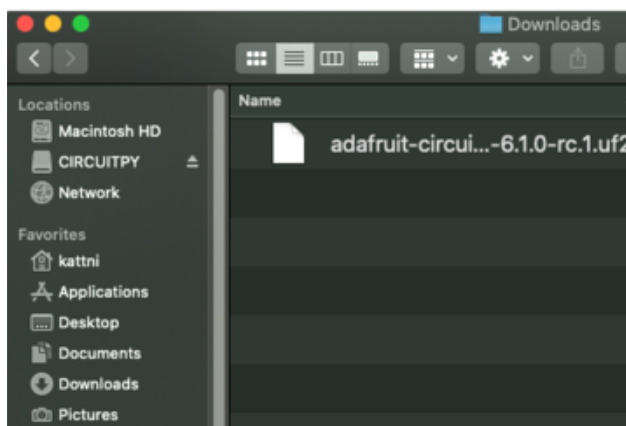 Downloads
Locations
Macintosh HD
CIRCUITPY
Network
Favorites
kattni
Applications
Desktop
Documents
Downloads
Pictures
Name
adafruit-circui...-6.1.0-rc.1.uf2